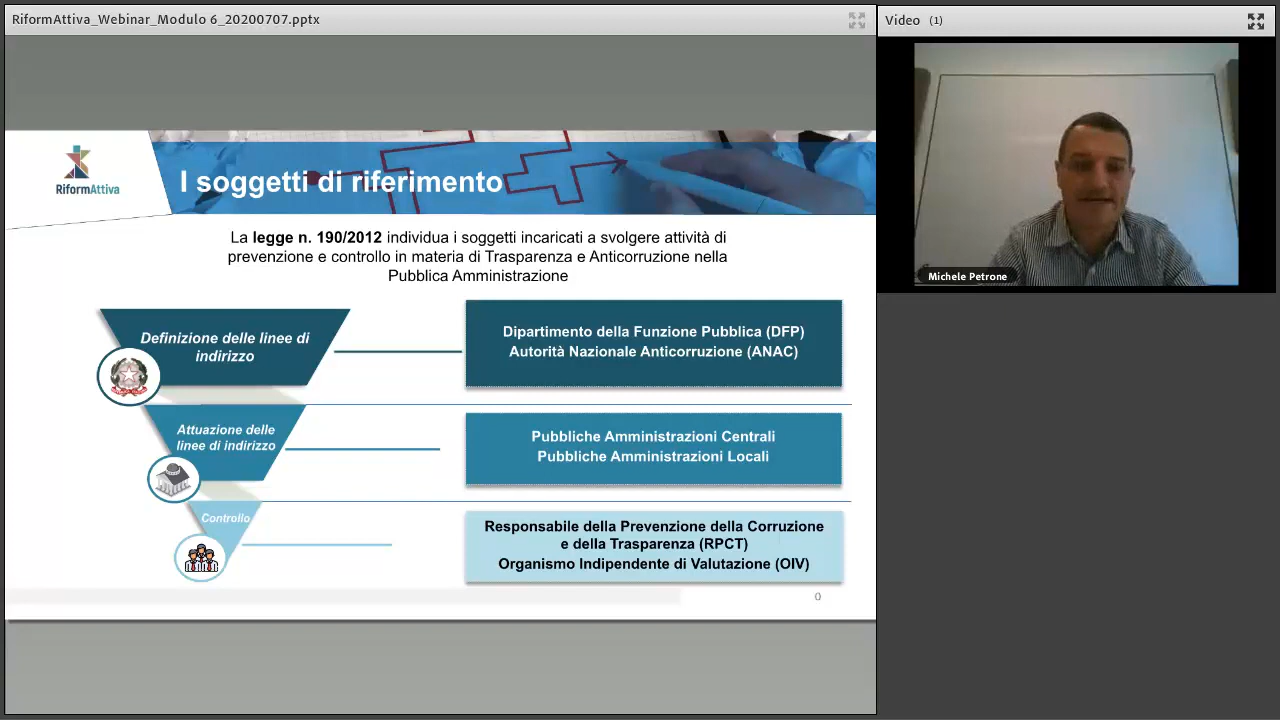 RiformAttiva_Webinar_Modulo 6_20200707.pptx
Video (1)
RiformAttiva
I soggetti di riferimento
La legge n. 190/2012 individua i soggetti incaricati a svolgere attività di
prevenzione e controllo in materia di Trasparenza e Anticorruzione nella
Pubblica Amministrazione
Definizione delle linee di
indirizzo
Dipartimento della Funzione Pubblica (DFP)
Autorità Nazionale Anticorruzione (ANAC)
Attuazione delle
linee di indirizzo
Pubbliche Amministrazioni Centrali
Pubbliche Amministrazioni Locali
Controllo
Responsabile della Prevenzione della Corruzione
e della Trasparenza (RPCT)
Organismo Indipendente di Valutazione (OIV)
0
Michele Petrone